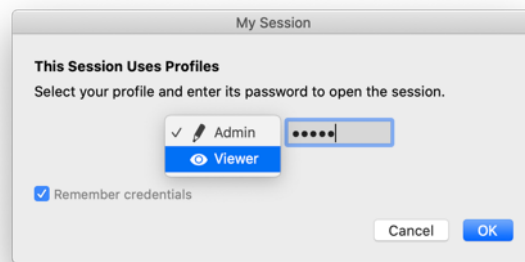 My Session
This Session Uses Profiles
Select your profile and enter its password to open the session.
Admin
Viewer
Remember credentials
Cancel
OK